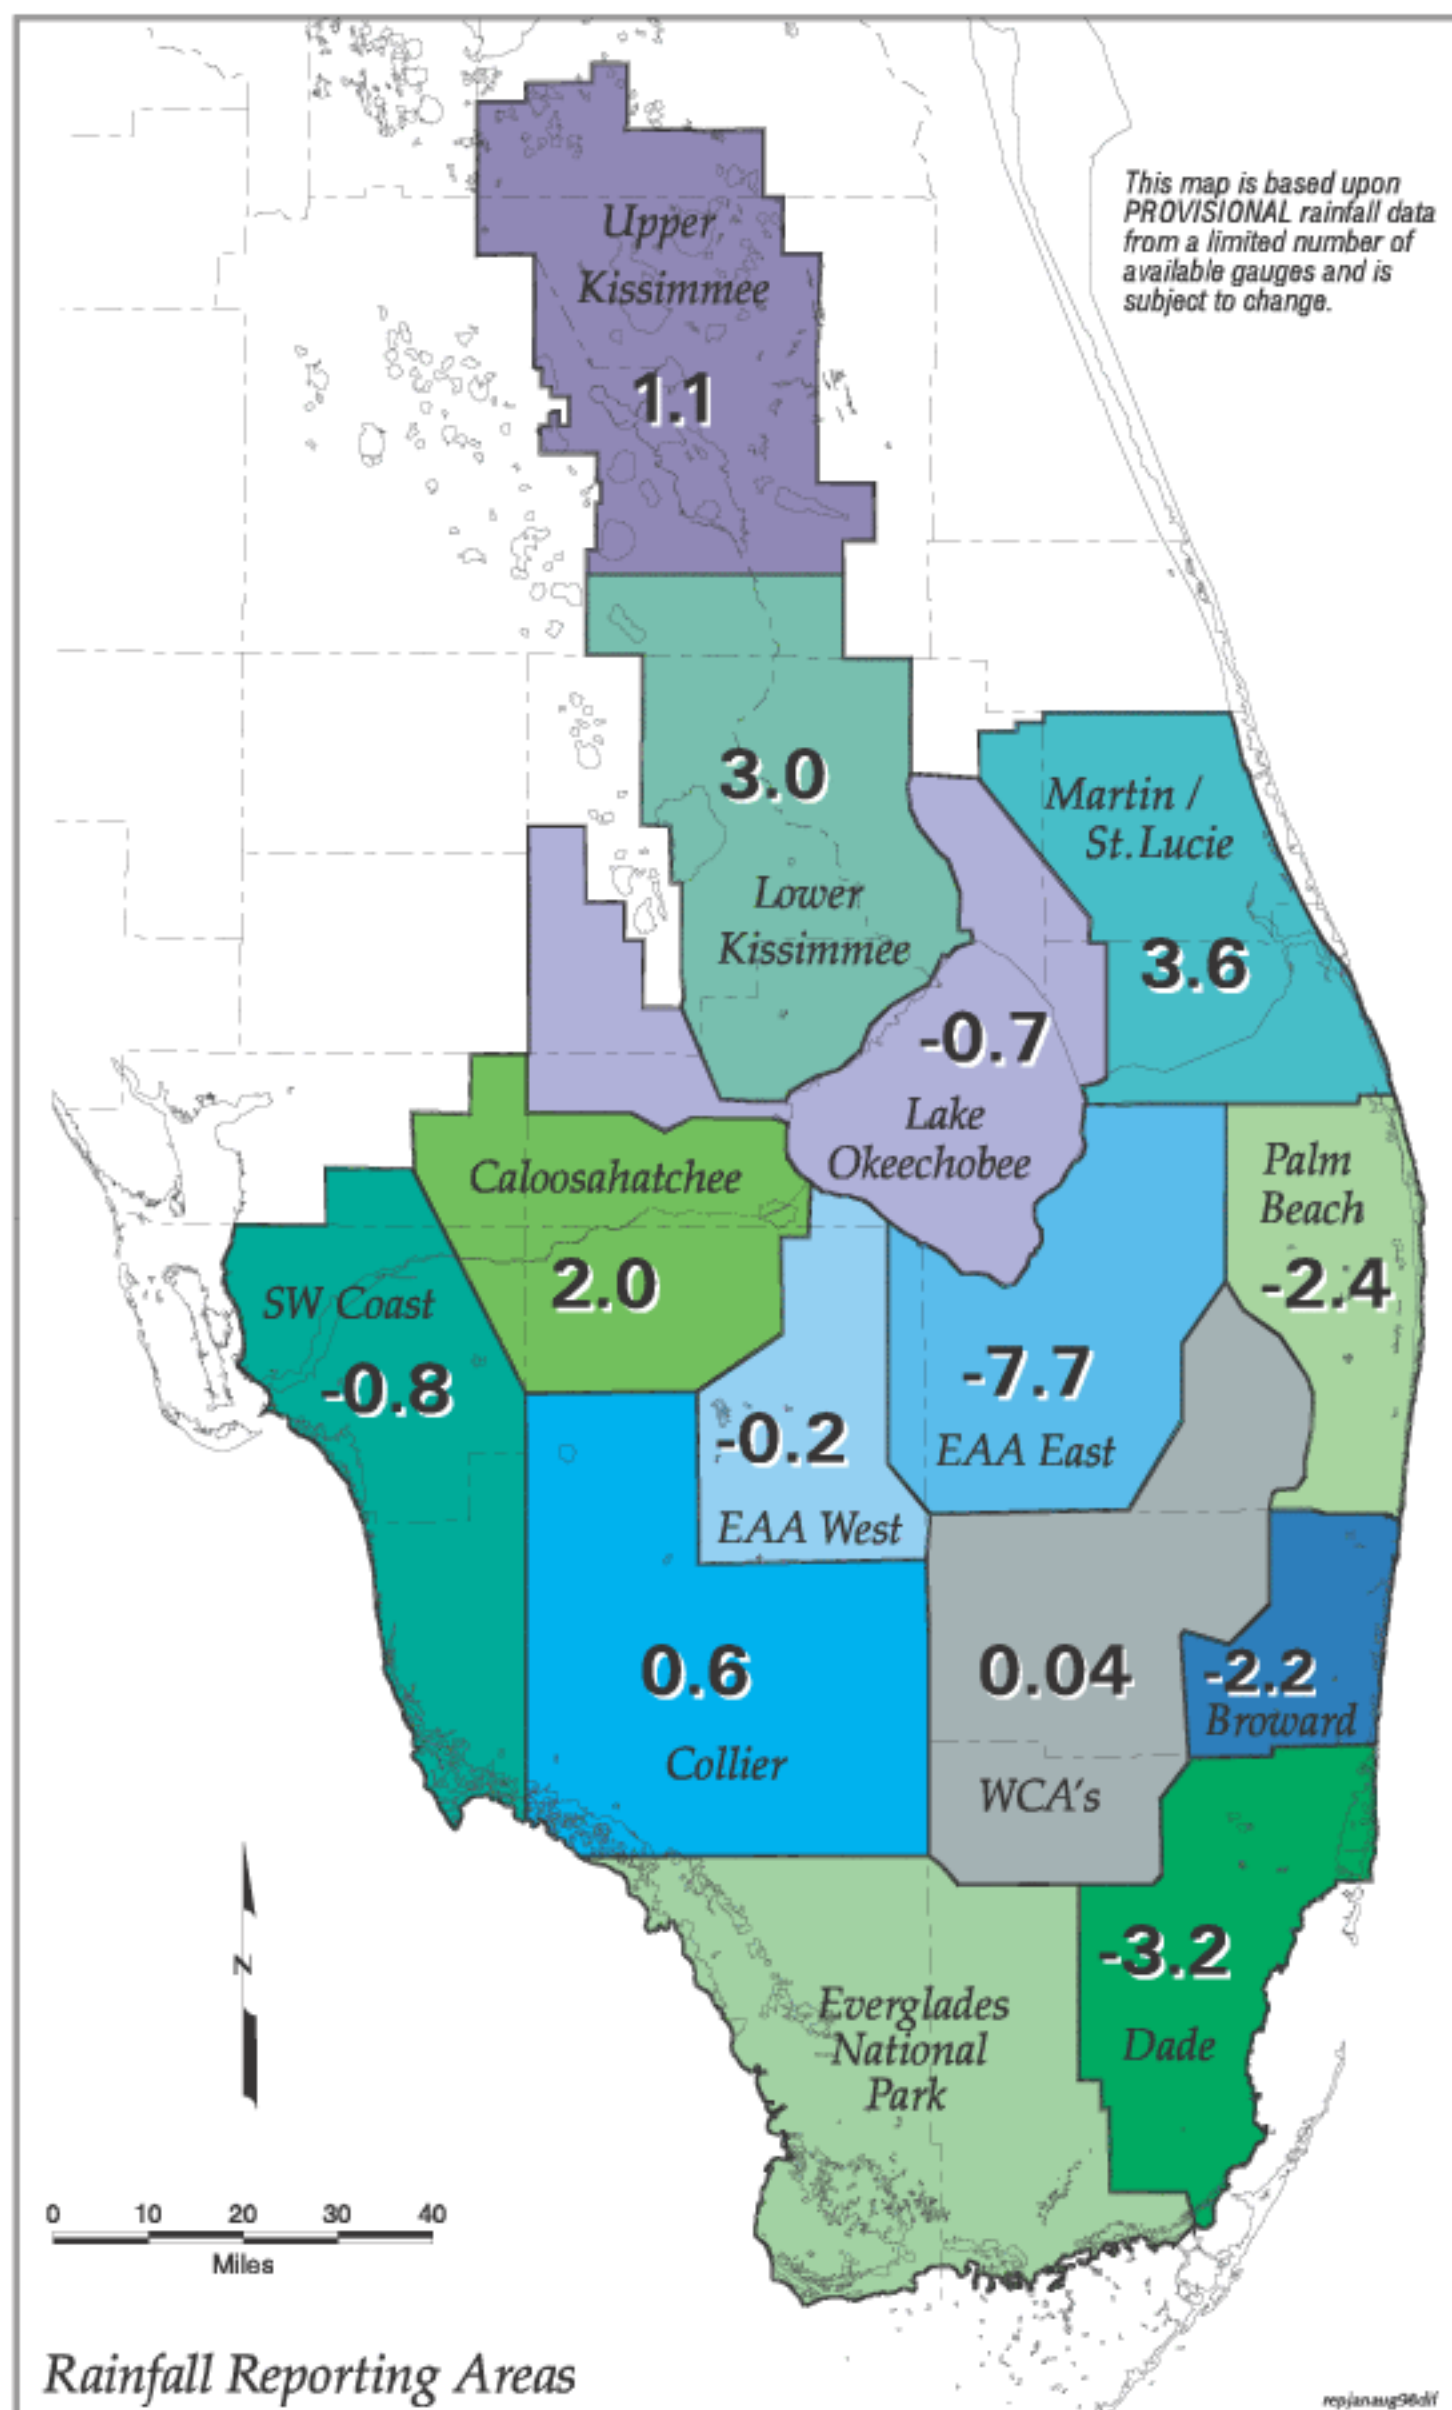 This map is based upon
PROVISIONAL rainfall data
from a limited number of
available gauges and is
subject to change.
Upper
Kissimmee
1.1
3.0
Lower
Kissimmee
Martin /
St. Lucie
3.6
-0.7
Lake
Okeechobee
Caloosahatchee
2.0
Palm
Beach
-2.4
SW Coast
-0.8
-0.2
EAA West
-7.7
EAA East
0.6
Collier
0.04
WCA's
-2.2
Broward
-3.2
Dade
Everglades
National
Park
N
0 10 20 30 40
Miles
Rainfall Reporting Areas
repjanaug98dif